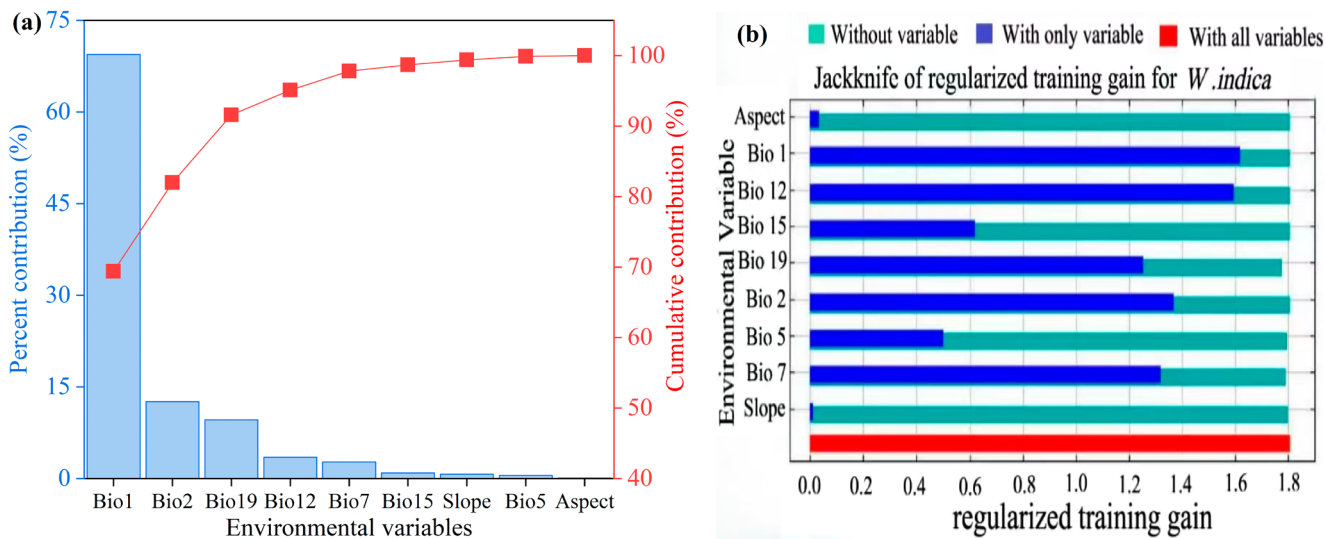 (a)
Percent contribution (%)
75
60
45
30
15
0
Bio1 Bio2 Bio19 Bio12 Bio7 Bio15 Slope Bio5 Aspect
Environmental variables
100
90
80
70
60
50
40
Cumulative contribution (%)
(b)
Without variable With only variable With all variables
Jackknife of regularized training gain for W .indica
Environmental Variable
Aspect
Bio 1
Bio 12
Bio 15
Bio 19
Bio 2
Bio 5
Bio 7
Slope
0.0 0.2 0.4 0.6 0.8 1.0 1.2 1.4 1.6 1.8
regularized training gain